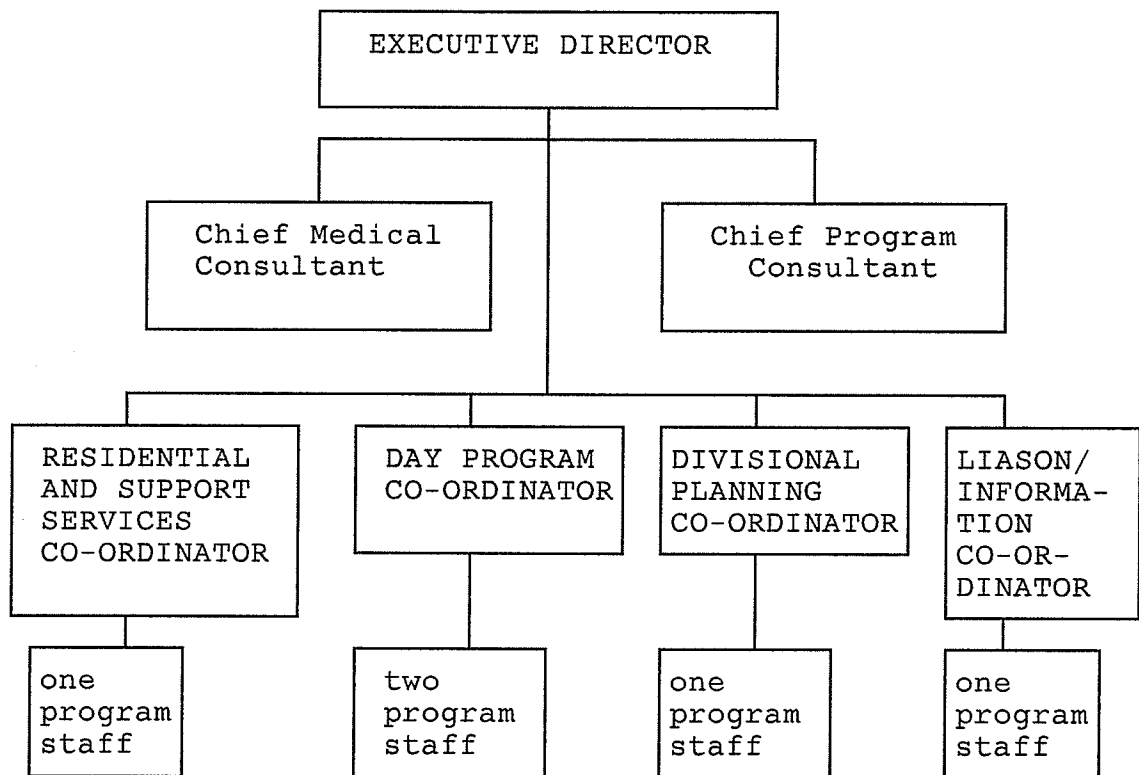 EXECUTIVE DIRECTOR
Chief Medical
Consultant
Chief Program
Consultant
RESIDENTIAL
AND SUPPORT
SERVICES
CO-ORDINATOR
DAY PROGRAM
CO-ORDINATOR
DIVISIONAL
PLANNING
CO-ORDINATOR
LIASON/
INFORMA-
TION
CO-OR-
DINATOR
one
program
staff
two
program
staff
one
program
staff
one
program
staff